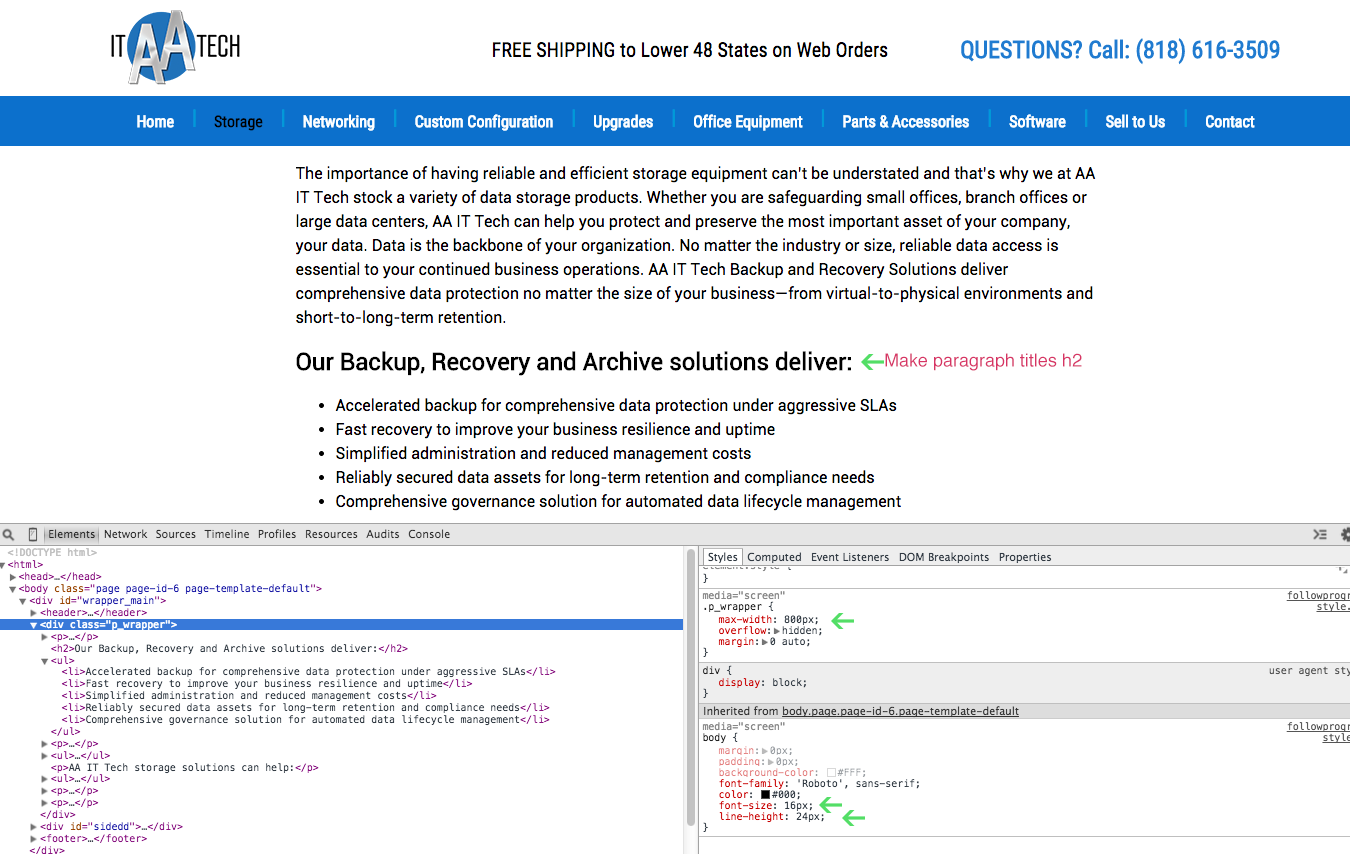 IT AA TECH
FREE SHIPPING to Lower 48 States on Web Orders
QUESTIONS? Call: (818) 616-3509
Home Storage Networking Custom Configuration Upgrades Office Equipment Parts & Accessories Software Sell to Us Contact
The importance of having reliable and efficient storage equipment can't be understated and that's why we at AA
IT Tech stock a variety of data storage products. Whether you are safeguarding small offices, branch offices or
large data centers, AA IT Tech can help you protect and preserve the most important asset of your company,
your data. Data is the backbone of your organization. No matter the industry or size, reliable data access is
essential to your continued business operations. AA IT Tech Backup and Recovery Solutions deliver
comprehensive data protection no matter the size of your business—from virtual-to-physical environments and
short-to-long-term retention.
Our Backup, Recovery and Archive solutions deliver: Make paragraph titles h2
• Accelerated backup for comprehensive data protection under aggressive SLAs
• Fast recovery to improve your business resilience and uptime
• Simplified administration and reduced management costs
• Reliably secured data assets for long-term retention and compliance needs
• Comprehensive governance solution for automated data lifecycle management
Elements Network Sources Timeline Profiles Resources Audits Console
<!DOCTYPE html>
<html>
<head>…</head>
<body class="page page-id-6 page-template-default">
<div id="wrapper_main">
<header>…</header>
<div class="p_wrapper">
<p>…</p>
<h2>Our Backup, Recovery and Archive solutions deliver:</h2>
<ul>
<li>Accelerated backup for comprehensive data protection under aggressive SLAs</li>
<li>Fast recovery to improve your business resilience and uptime</li>
<li>Simplified administration and reduced management costs</li>
<li>Reliably secured data assets for long-term retention and compliance needs</li>
<li>Comprehensive governance solution for automated data lifecycle management</li>
</ul>
<p>…</p>
<ul>…</ul>
<p>AA IT Tech storage solutions can help:</p>
<ul>…</ul>
<p>…</p>
<p>…</p>
</div>
<div id="sidedd">…</div>
<footer>…</footer>
</div>
Styles Computed Event Listeners DOM Breakpoints Properties
element.style {
}
media="screen" followprogr
.p_wrapper { style.
max-width: 800px;
overflow: hidden;
margin: 0 auto;
}
div { user agent sty
display: block;
}
Inherited from body.page.page-id-6.page-template-default
media="screen" followprogr
body { style
margin: 0px;
padding: 0px;
background-color: #FFF;
font-family: 'Roboto', sans-serif;
color: #000;
font-size: 16px;
line-height: 24px;
}